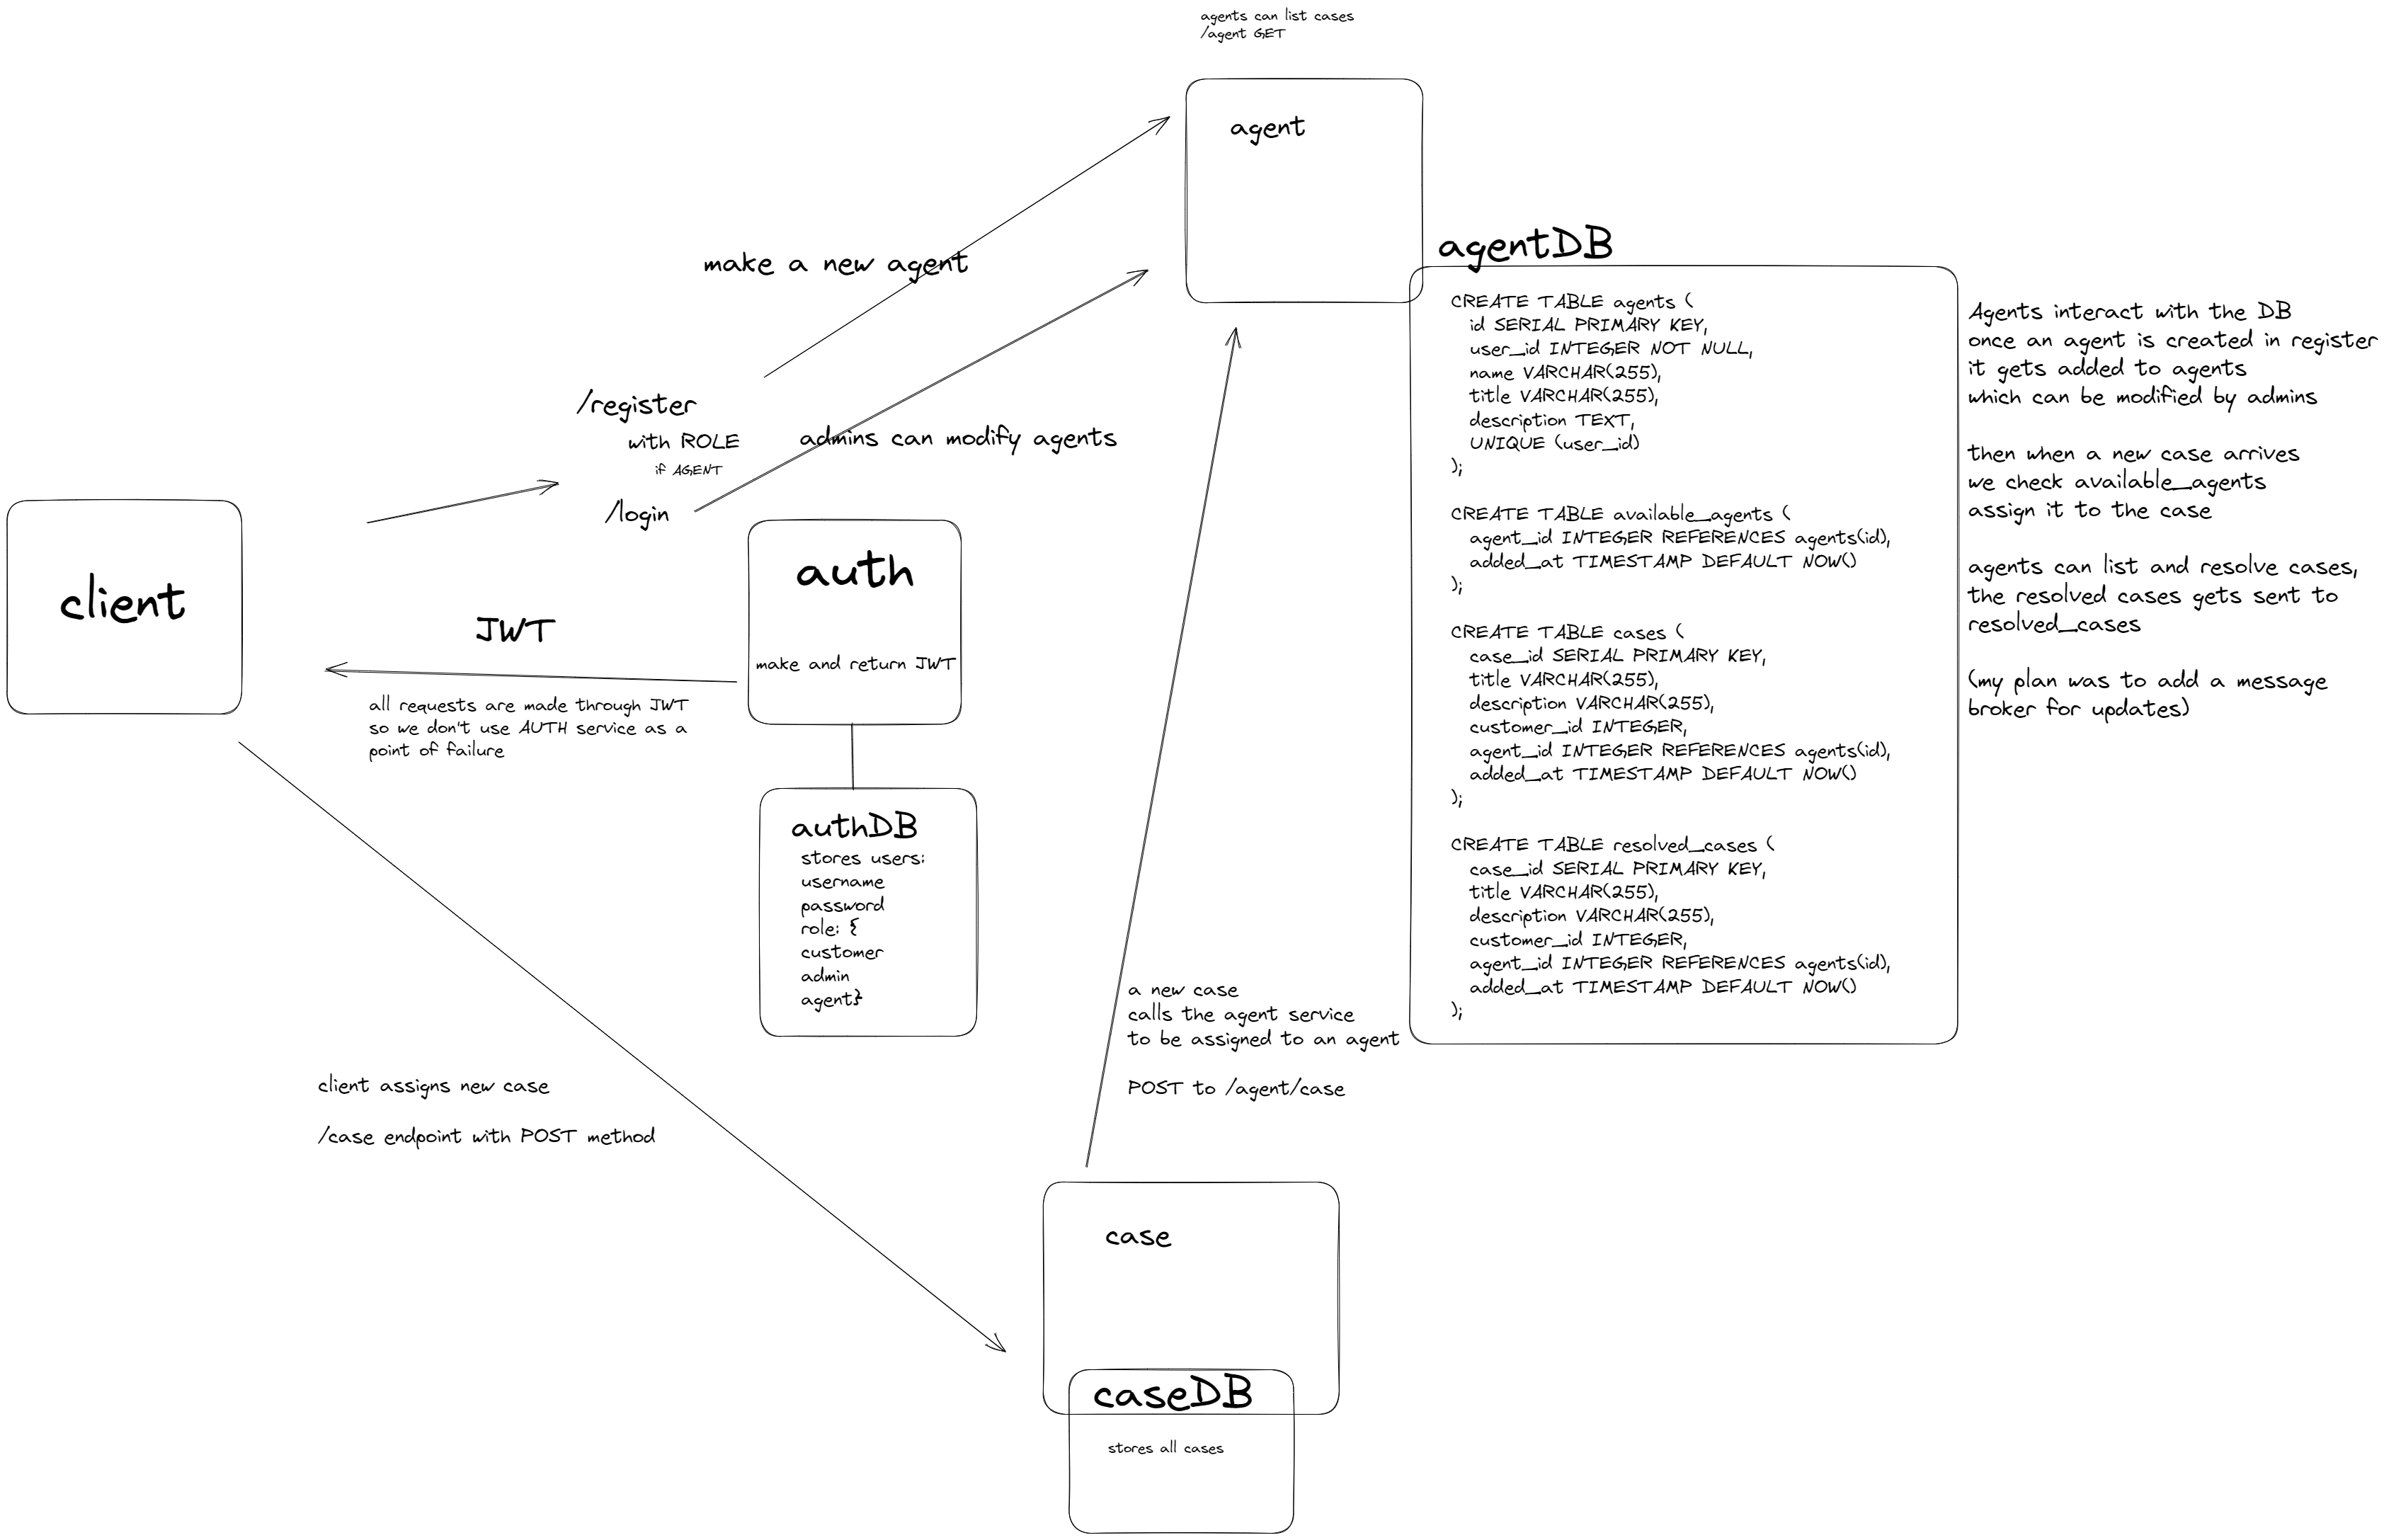 agents can list cases
/agent GET
agent
make a new agent
/register
with ROLE
if AGENT
admins can modify agents
/login
client
auth
make and return JWT
JWT
all requests are made through JWT
so we don't use AUTH service as a
point of failure
authDB
stores users:
username
password
role: {
customer
admin
agent}
agentDB
CREATE TABLE agents (
id SERIAL PRIMARY KEY,
user_id INTEGER NOT NULL,
name VARCHAR(255),
title VARCHAR(255),
description TEXT,
UNIQUE (user_id)
);
CREATE TABLE available_agents (
agent_id INTEGER REFERENCES agents(id),
added_at TIMESTAMP DEFAULT NOW()
);
CREATE TABLE cases (
case_id SERIAL PRIMARY KEY,
title VARCHAR(255),
description VARCHAR(255),
customer_id INTEGER,
agent_id INTEGER REFERENCES agents(id),
added_at TIMESTAMP DEFAULT NOW()
);
CREATE TABLE resolved_cases (
case_id SERIAL PRIMARY KEY,
title VARCHAR(255),
description VARCHAR(255),
customer_id INTEGER,
agent_id INTEGER REFERENCES agents(id),
added_at TIMESTAMP DEFAULT NOW()
);
Agents interact with the DB
once an agent is created in register
it gets added to agents
which can be modified by admins
then when a new case arrives
we check available_agents
assign it to the case
agents can list and resolve cases,
the resolved cases gets sent to
resolved_cases
(my plan was to add a message
broker for updates)
a new case
calls the agent service
to be assigned to an agent
POST to /agent/case
client assigns new case
/case endpoint with POST method
case
caseDB
stores all cases